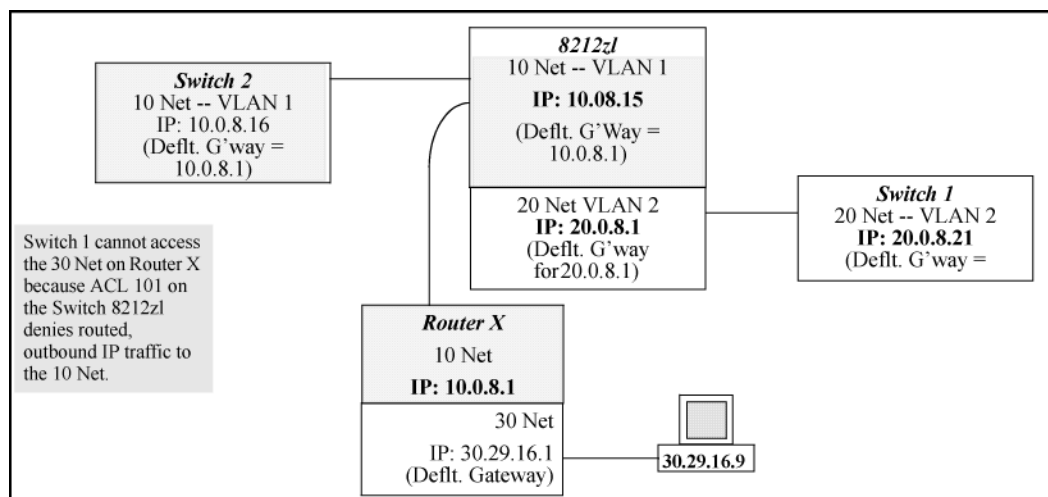 8212zl
10 Net -- VLAN 1
IP: 10.08.15
(Deflt. G'Way =
10.0.8.1)
Switch 2
10 Net -- VLAN 1
IP: 10.0.8.16
(Deflt. G'way =
10.0.8.1)
20 Net VLAN 2
IP: 20.0.8.1
(Deflt. G'way
for20.0.8.1)
Switch 1
20 Net -- VLAN 2
IP: 20.0.8.21
(Deflt. G'way =
Switch 1 cannot access
the 30 Net on Router X
because ACL 101 on
the Switch 8212zl
denies routed,
outbound IP traffic to
the 10 Net.
Router X
10 Net
IP: 10.0.8.1
30 Net
IP: 30.29.16.1
(Deflt. Gateway)
30.29.16.9